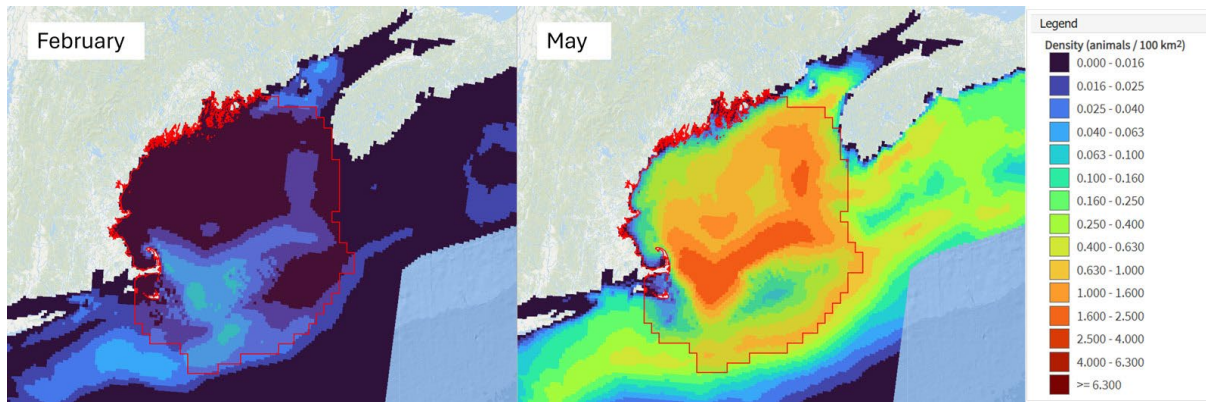 February
May
Legend
Density (animals / 100 km2)
0.000 - 0.016
0.016 - 0.025
0.025 - 0.040
0.040 - 0.063
0.063 - 0.100
0.100 - 0.160
0.160 - 0.250
0.250 - 0.400
0.400 - 0.630
0.630 - 1.000
1.000 - 1.600
1.600 - 2.500
2.500 - 4.000
4.000 - 6.300
>= 6.300